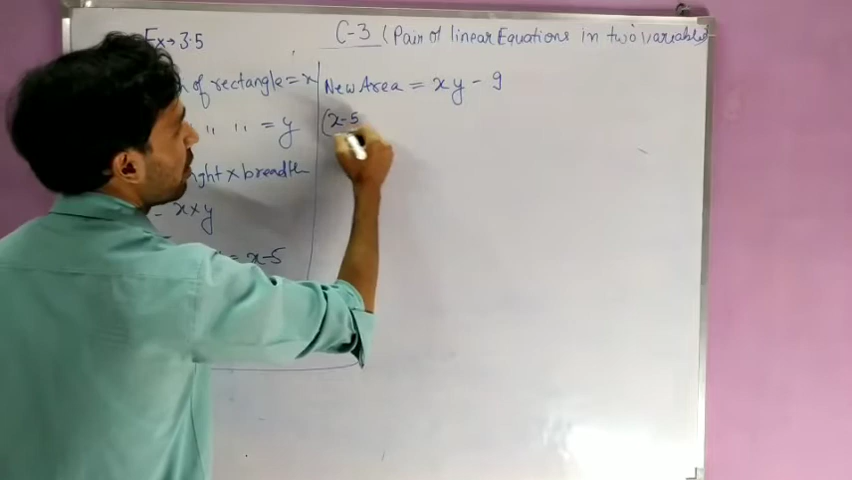 Ex→3.5
C-3 (Pair of linear Equations in two variables)
of rectangle = x
" " = y
ght × breadth
- x×y
= x-5
New Area = xy - 9
(x-5